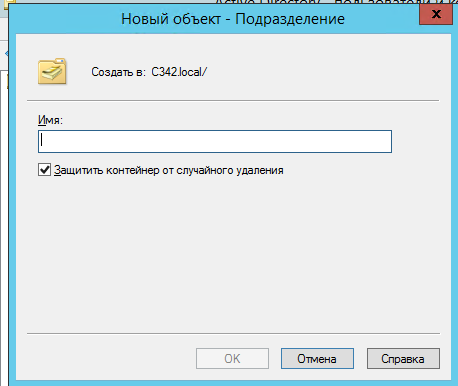 Новый объект - Подразделение
x
Создать в: C342.local/
Имя:
Защитить контейнер от случайного удаления
OK
Отмена
Справка